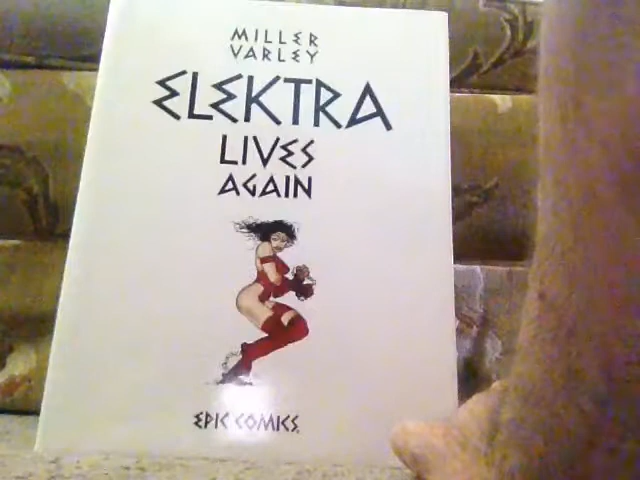 MILLER
VARLEY
ELEKTRA
LIVES
AGAIN
EPIC COMICS